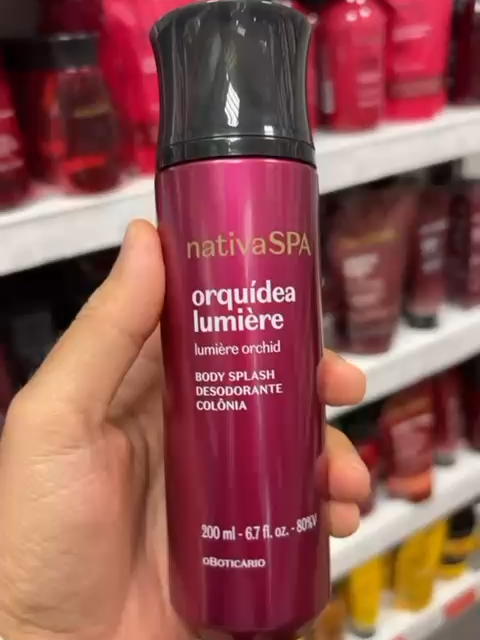 nativaSPA
orquídea
lumière
lumière orchid
BODY SPLASH
DESODORANTE
COLÔNIA
200 ml - 6.7 fl. oz. - 80%V
oBOTICÁRIO